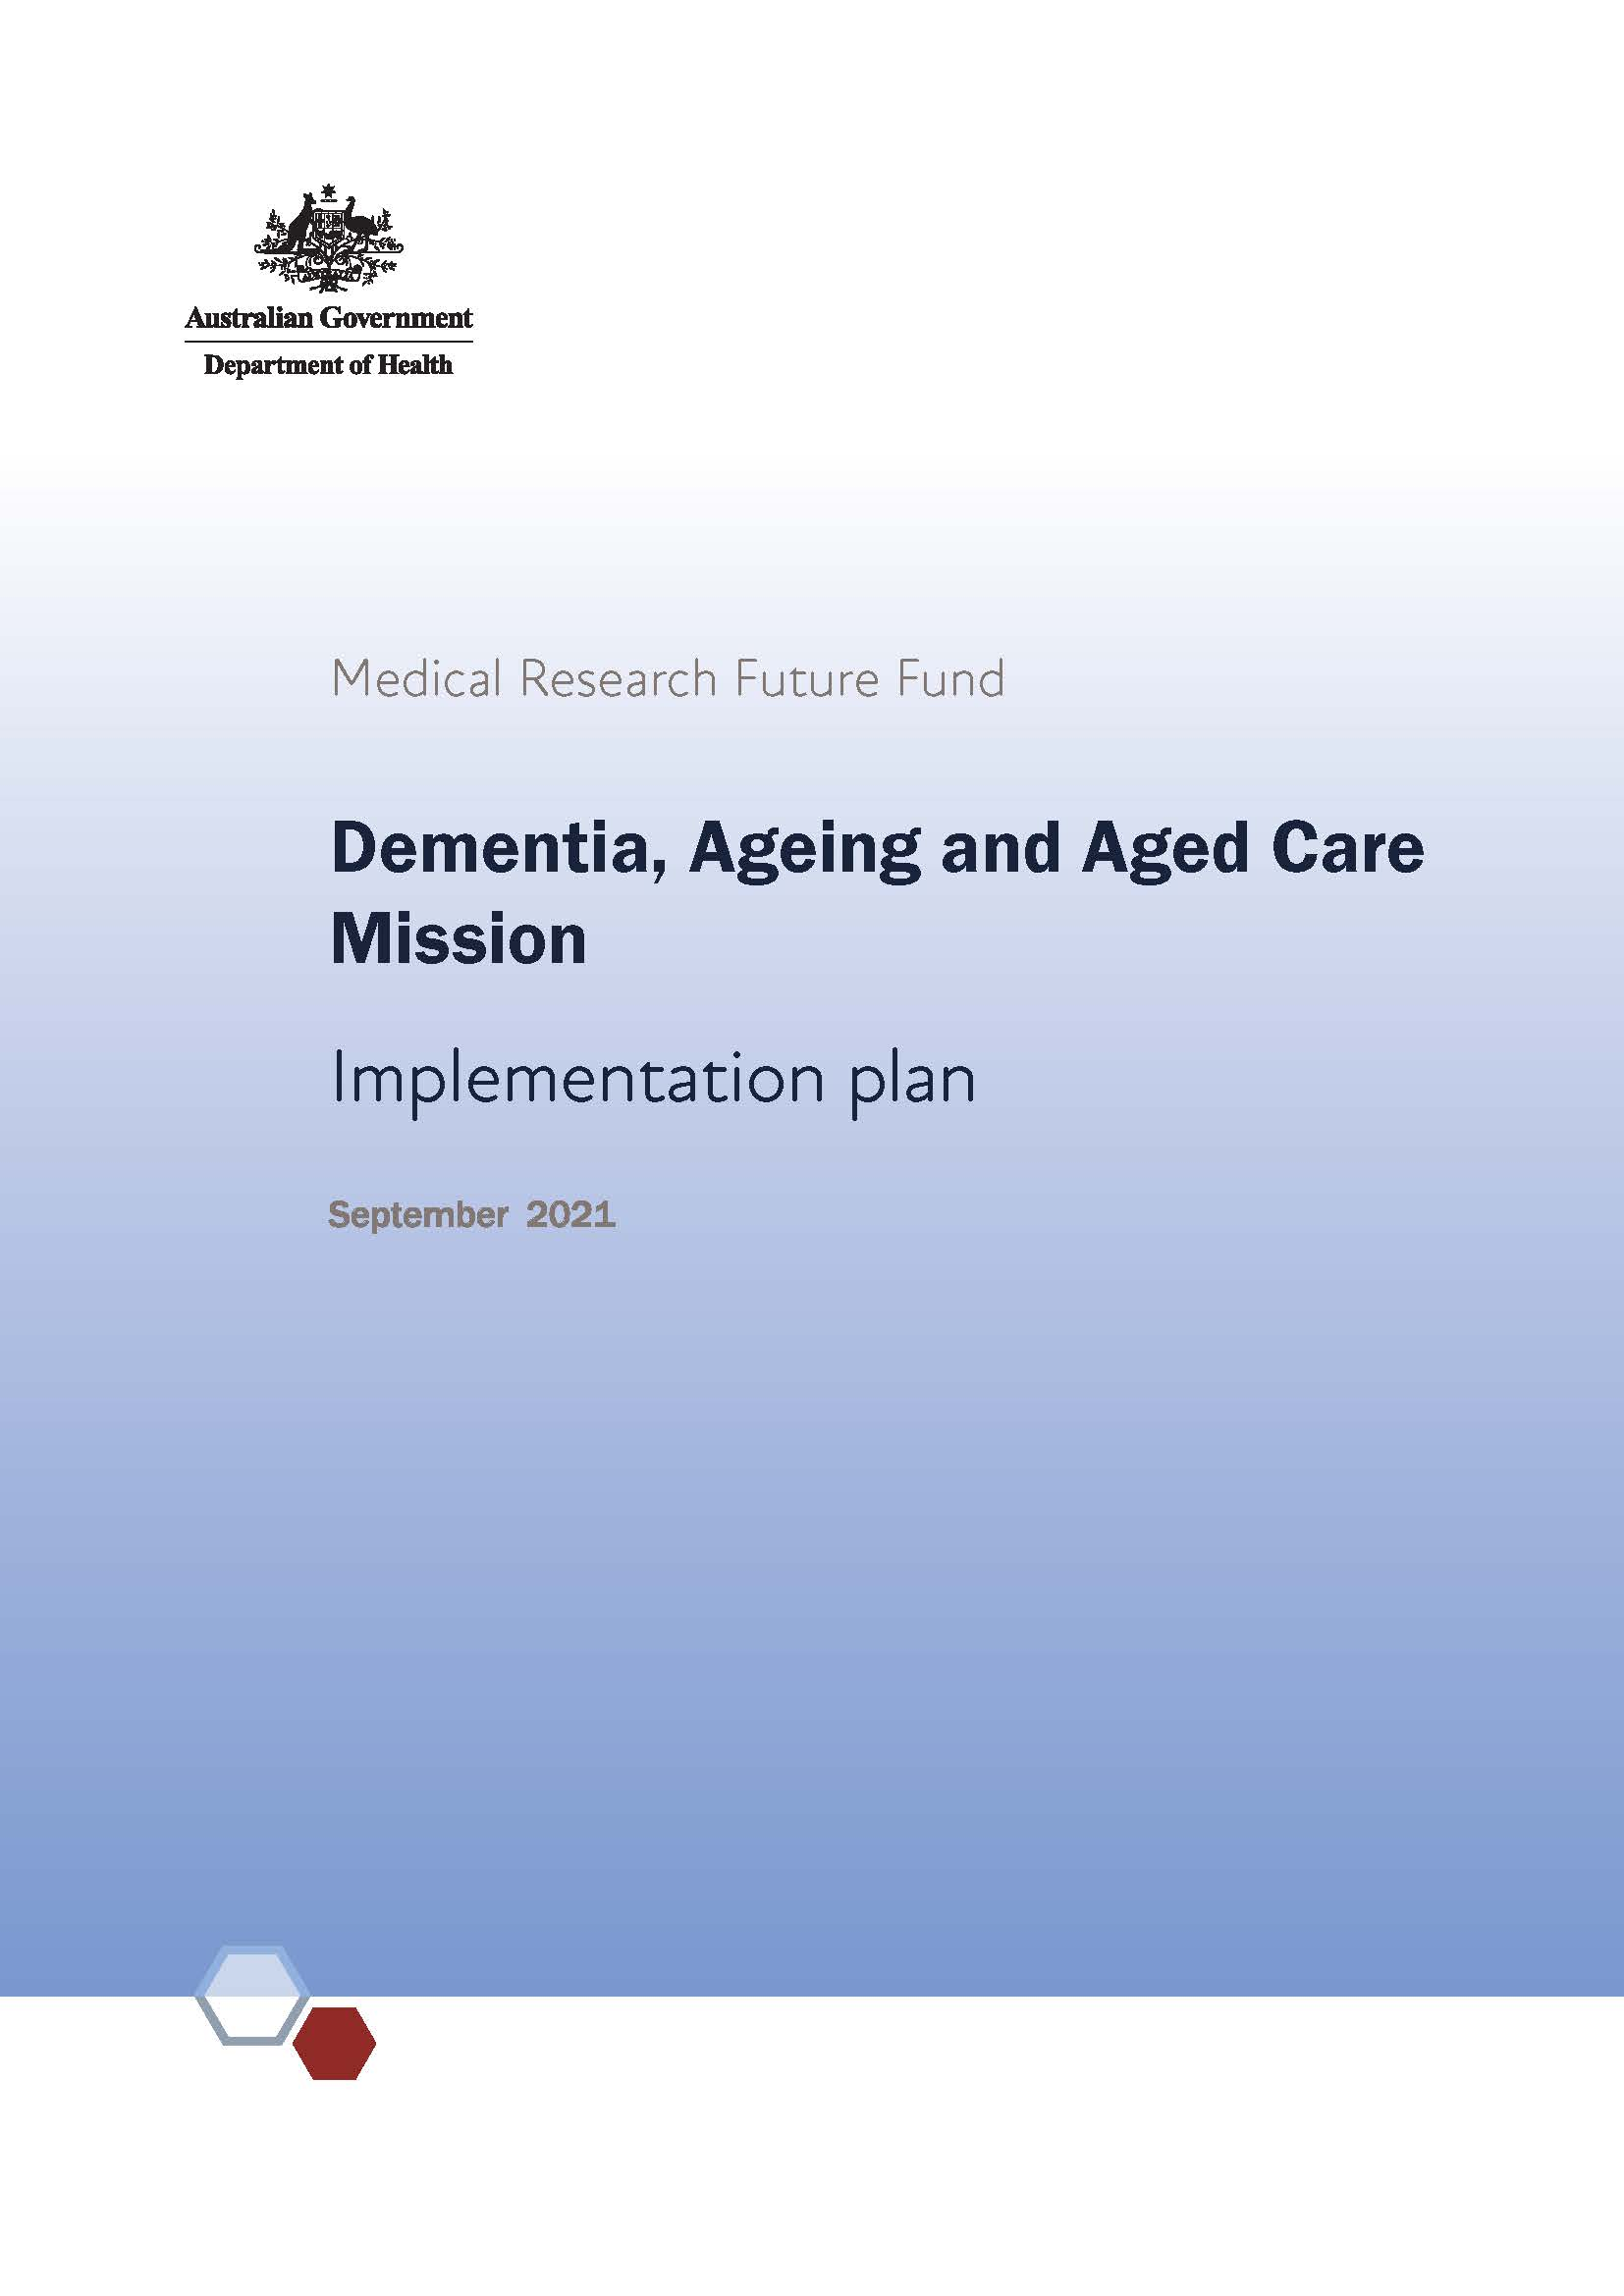 Australian Government
Department of Health
Medical Research Future Fund
Dementia, Ageing and Aged Care
Mission
Implementation plan
September 2021